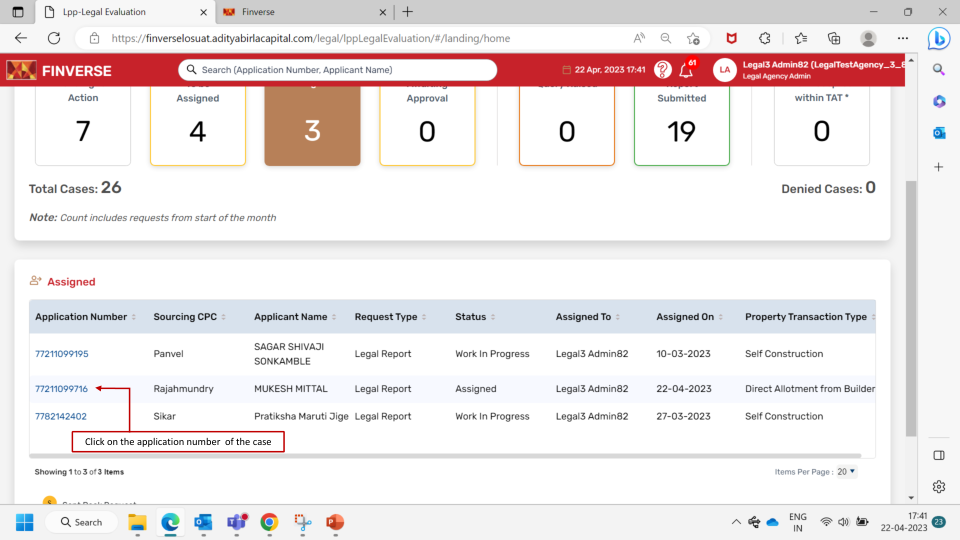 Lpp-Legal Evaluation
Finverse
https://finverselosuat.adityabirlacapital.com/legal/lppLegalEvaluation/#/landing/home
FINVERSE
Search (Application Number, Applicant Name)
22 Apr, 2023 17:41
61
LA
Legal3 Admin82 (LegalTestAgency_3_8
Legal Agency Admin
Action
Assigned
Approval
Submitted
within TAT *
7
4
3
0
0
19
0
Total Cases: 26
Denied Cases: 0
Note: Count includes requests from start of the month
Assigned
Application Number Sourcing CPC Applicant Name Request Type Status Assigned To Assigned On Property Transaction Type
77211099195 Panvel SAGAR SHIVAJI SONKAMBLE Legal Report Work In Progress Legal3 Admin82 10-03-2023 Self Construction
77211099716 Rajahmundry MUKESH MITTAL Legal Report Assigned Legal3 Admin82 22-04-2023 Direct Allotment from Builder
7782142402 Sikar Pratiksha Maruti Jige Legal Report Work In Progress Legal3 Admin82 27-03-2023 Self Construction
Click on the application number of the case
Showing 1 to 3 of 3 Items
Items Per Page : 20
Search
ENG
IN
17:41
22-04-2023
23